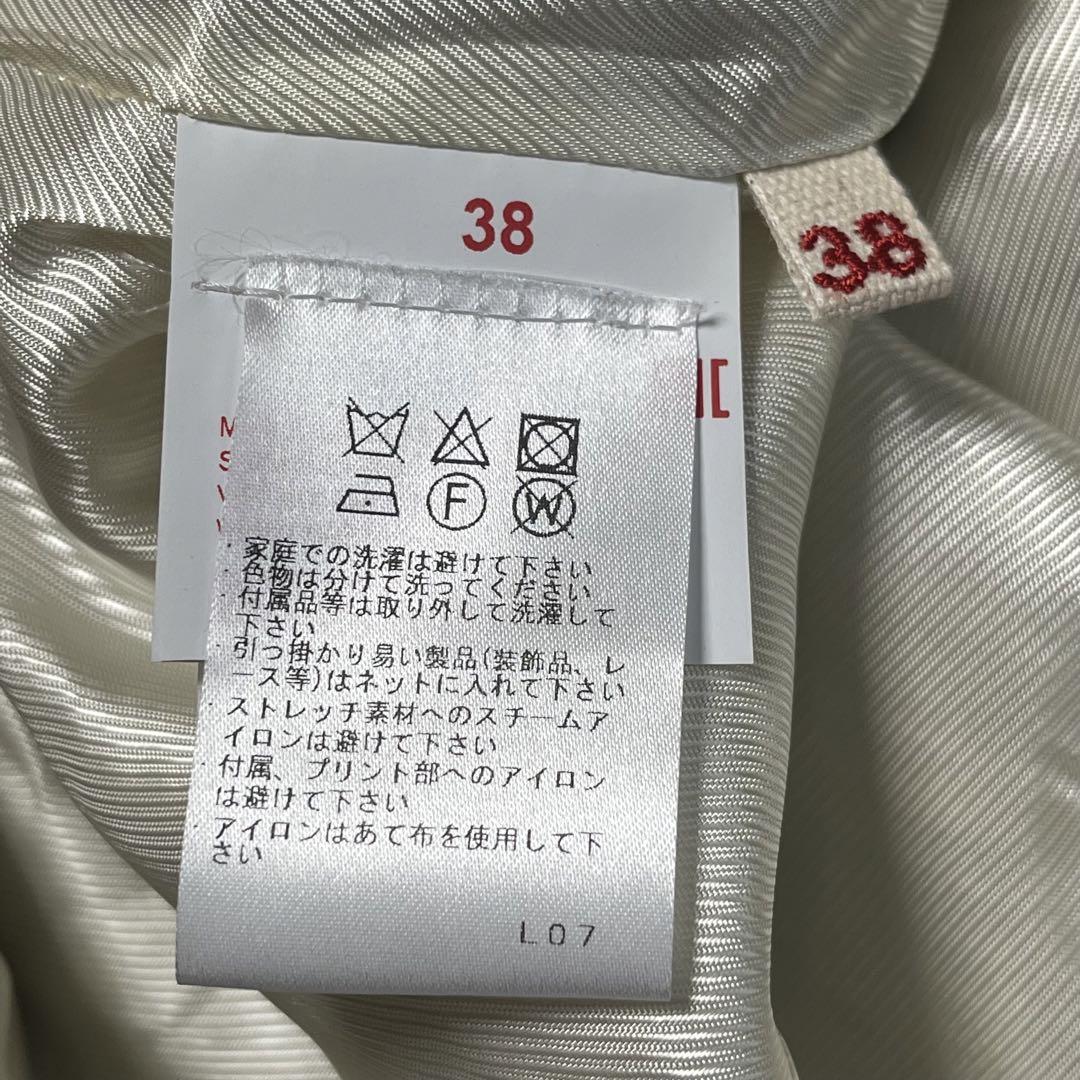 38
38
M
S
F
W
・家庭での洗濯は避けて下さい
・色物は分けて洗ってください
・付属品等は取り外して洗濯して
下さい
・引っ掛かり易い製品(装飾品、レ
ース等)はネットに入れて下さい
・ストレッチ素材へのスチームア
イロンは避けて下さい
・付属、プリント部へのアイロン
は避けて下さい
・アイロンはあて布を使用して下
さい
L07